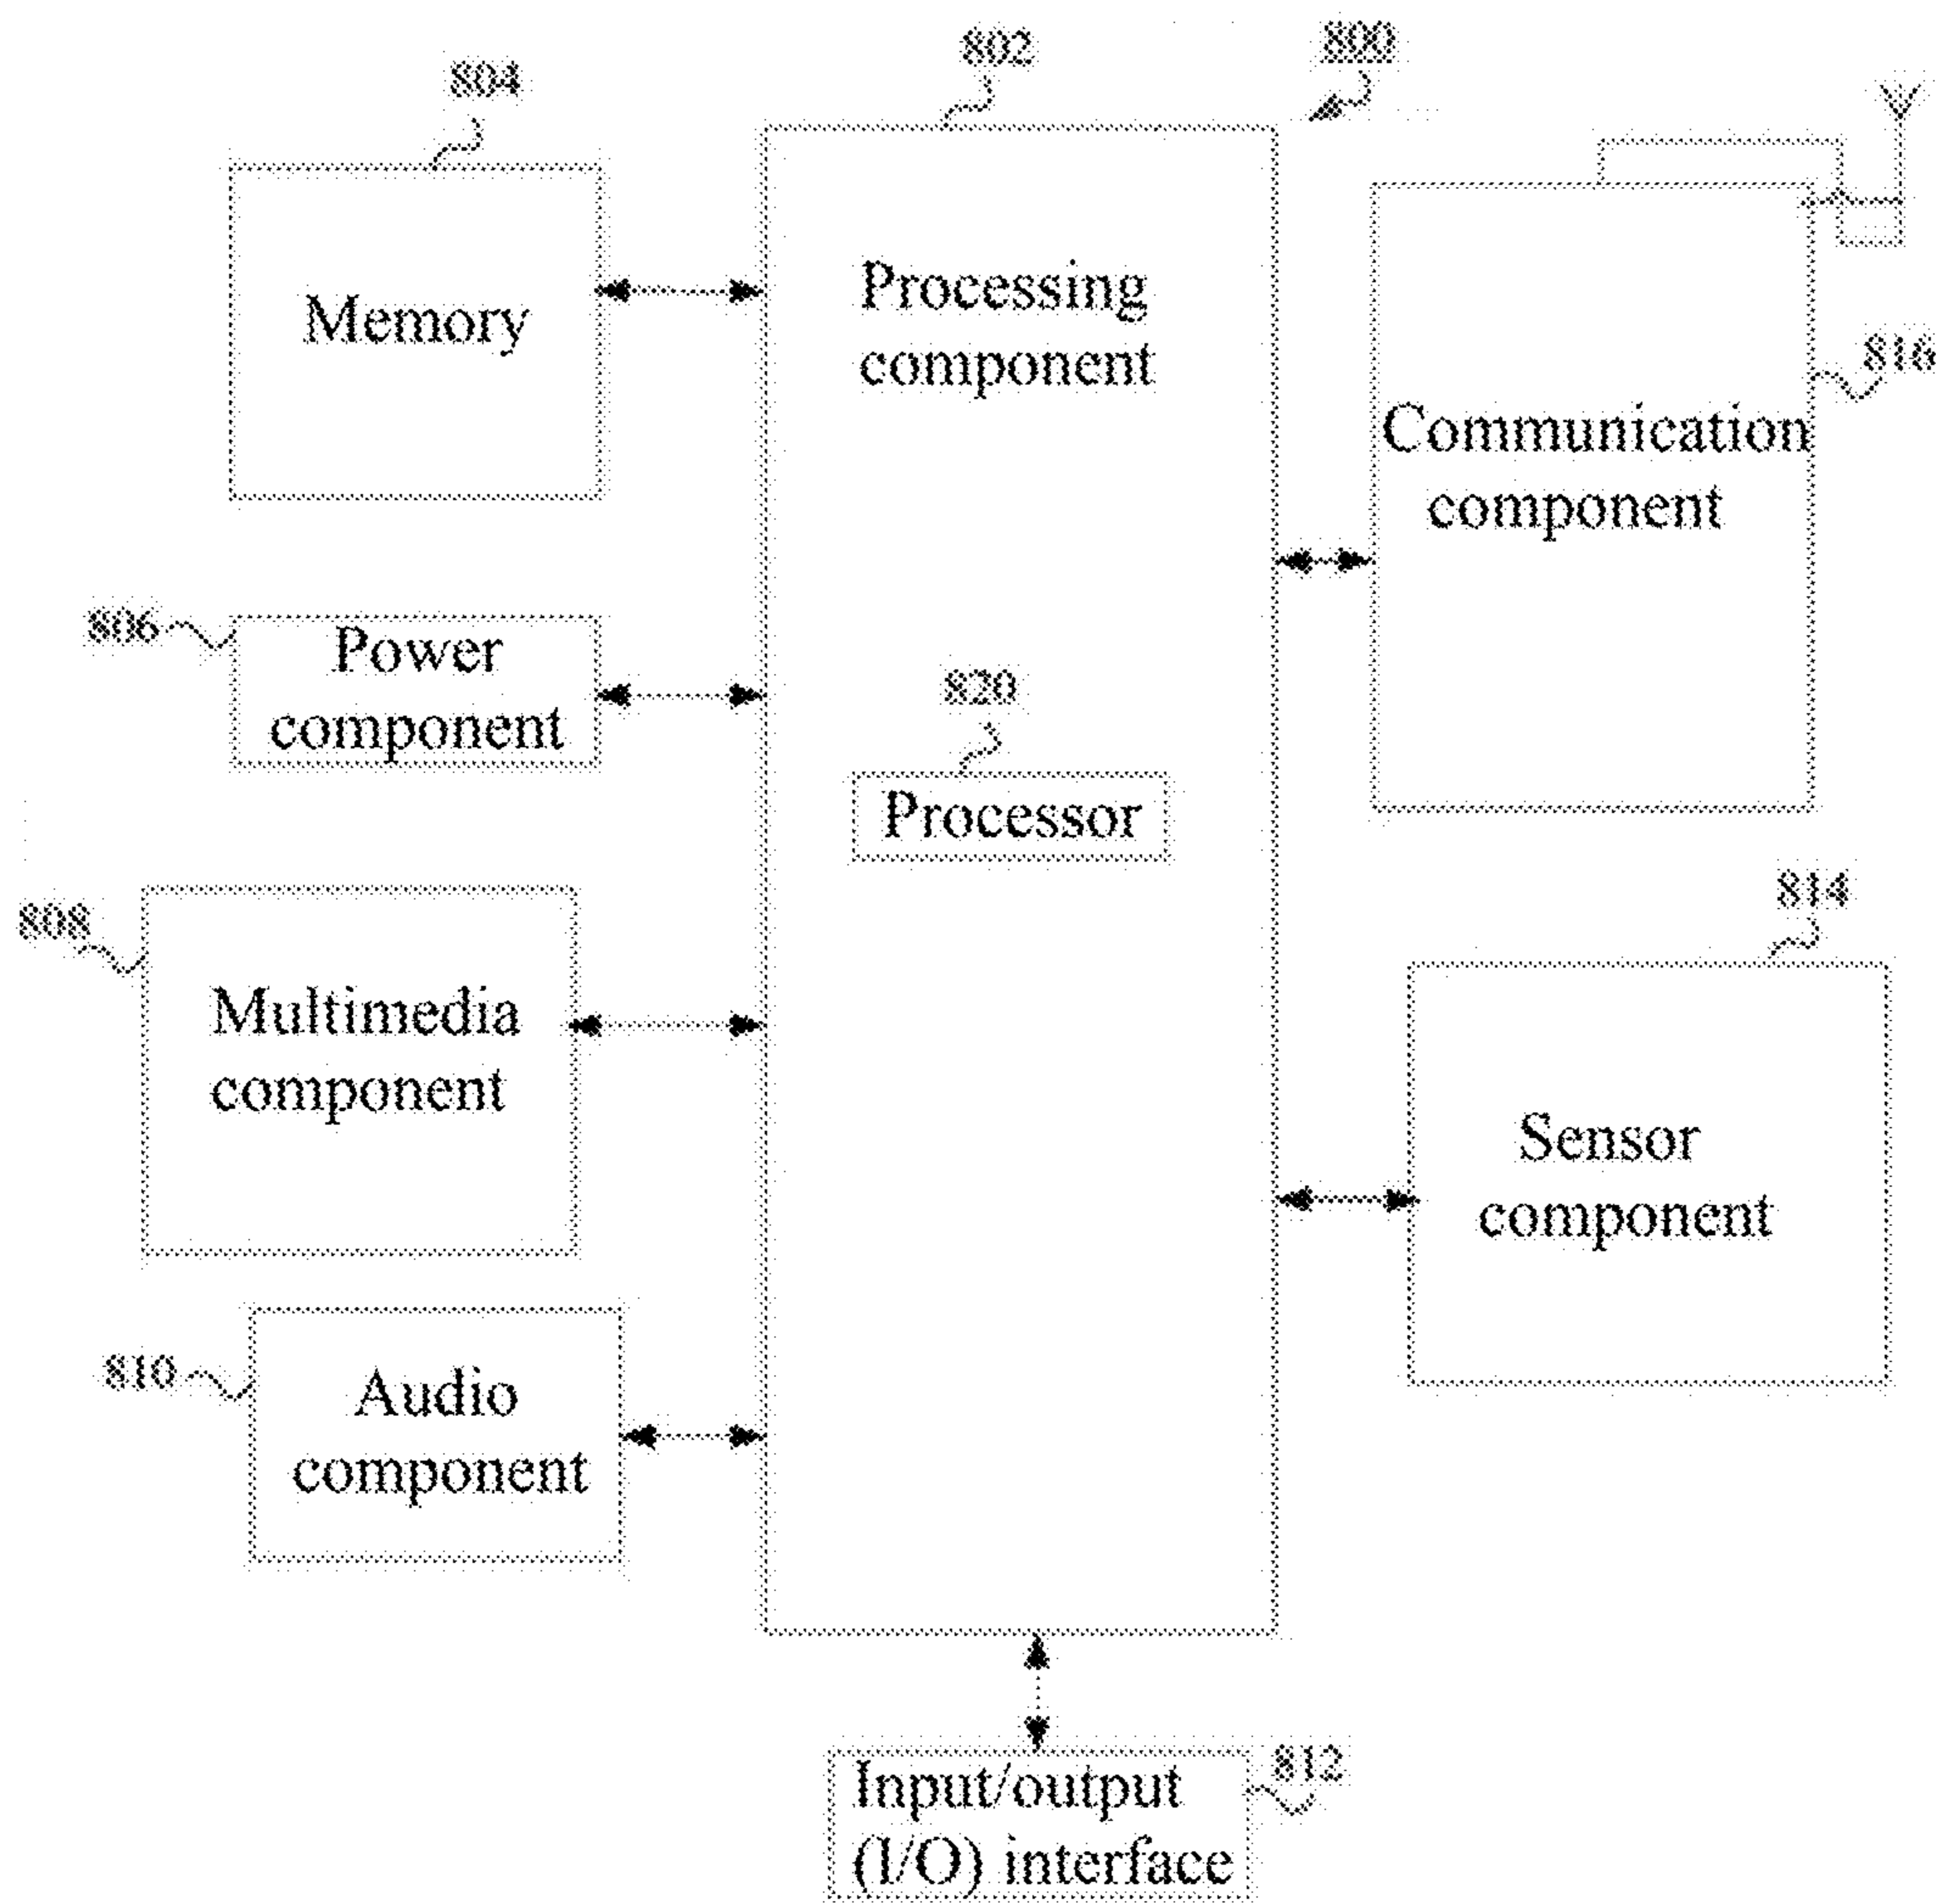 802
800
804
Memory
Processing
component
816
Communication
component
806
Power
component
820
Processor
808
Multimedia
component
814
Sensor
component
810
Audio
component
812
Input/output
(I/O) interface